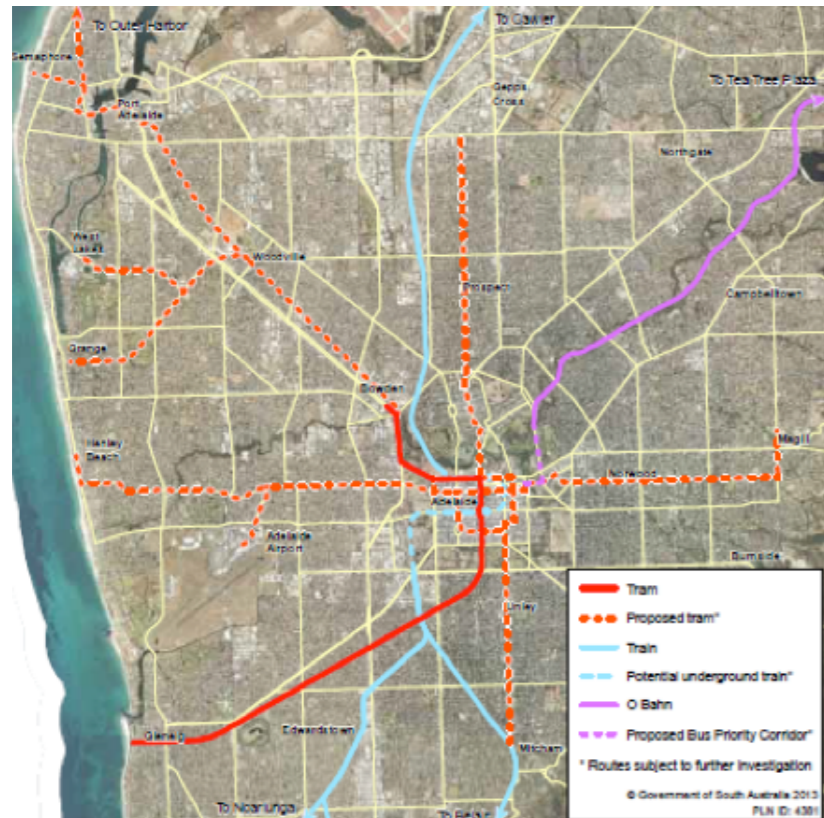 To Outer Harbor
To Gawler
Semaphore
To Tea Tree Plaza
Gepps
Cross
Port
Adelaide
Northgate
West
Lakes
Woodville
Prospect
Campbelltown
Grange
Bowden
Henley
Beach
Magill
Norwood
Adelaide
Adelaide
Airport
Burnside
Unley
Glenelg
Edwardstown
Mitcham
To Noarlunga
To Belair
Tram
Proposed tram*
Train
Potential underground train*
O Bahn
Proposed Bus Priority Corridor*
* Routes subject to further investigation
© Government of South Australia 2013
PLN ID: 4381